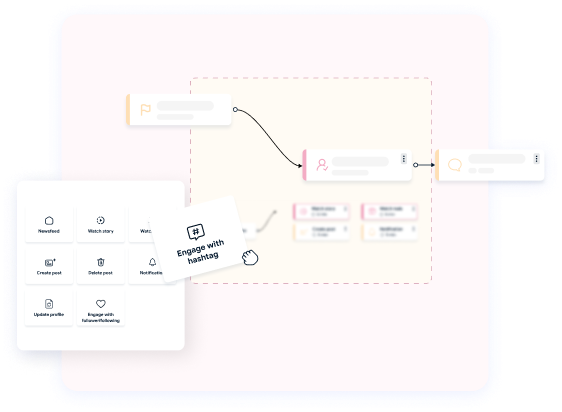 Newsfeed
Watch story
Watc
Engage with
hashtag
Create post
Delete post
Notificatio
Update profile
Engage with
follower/following